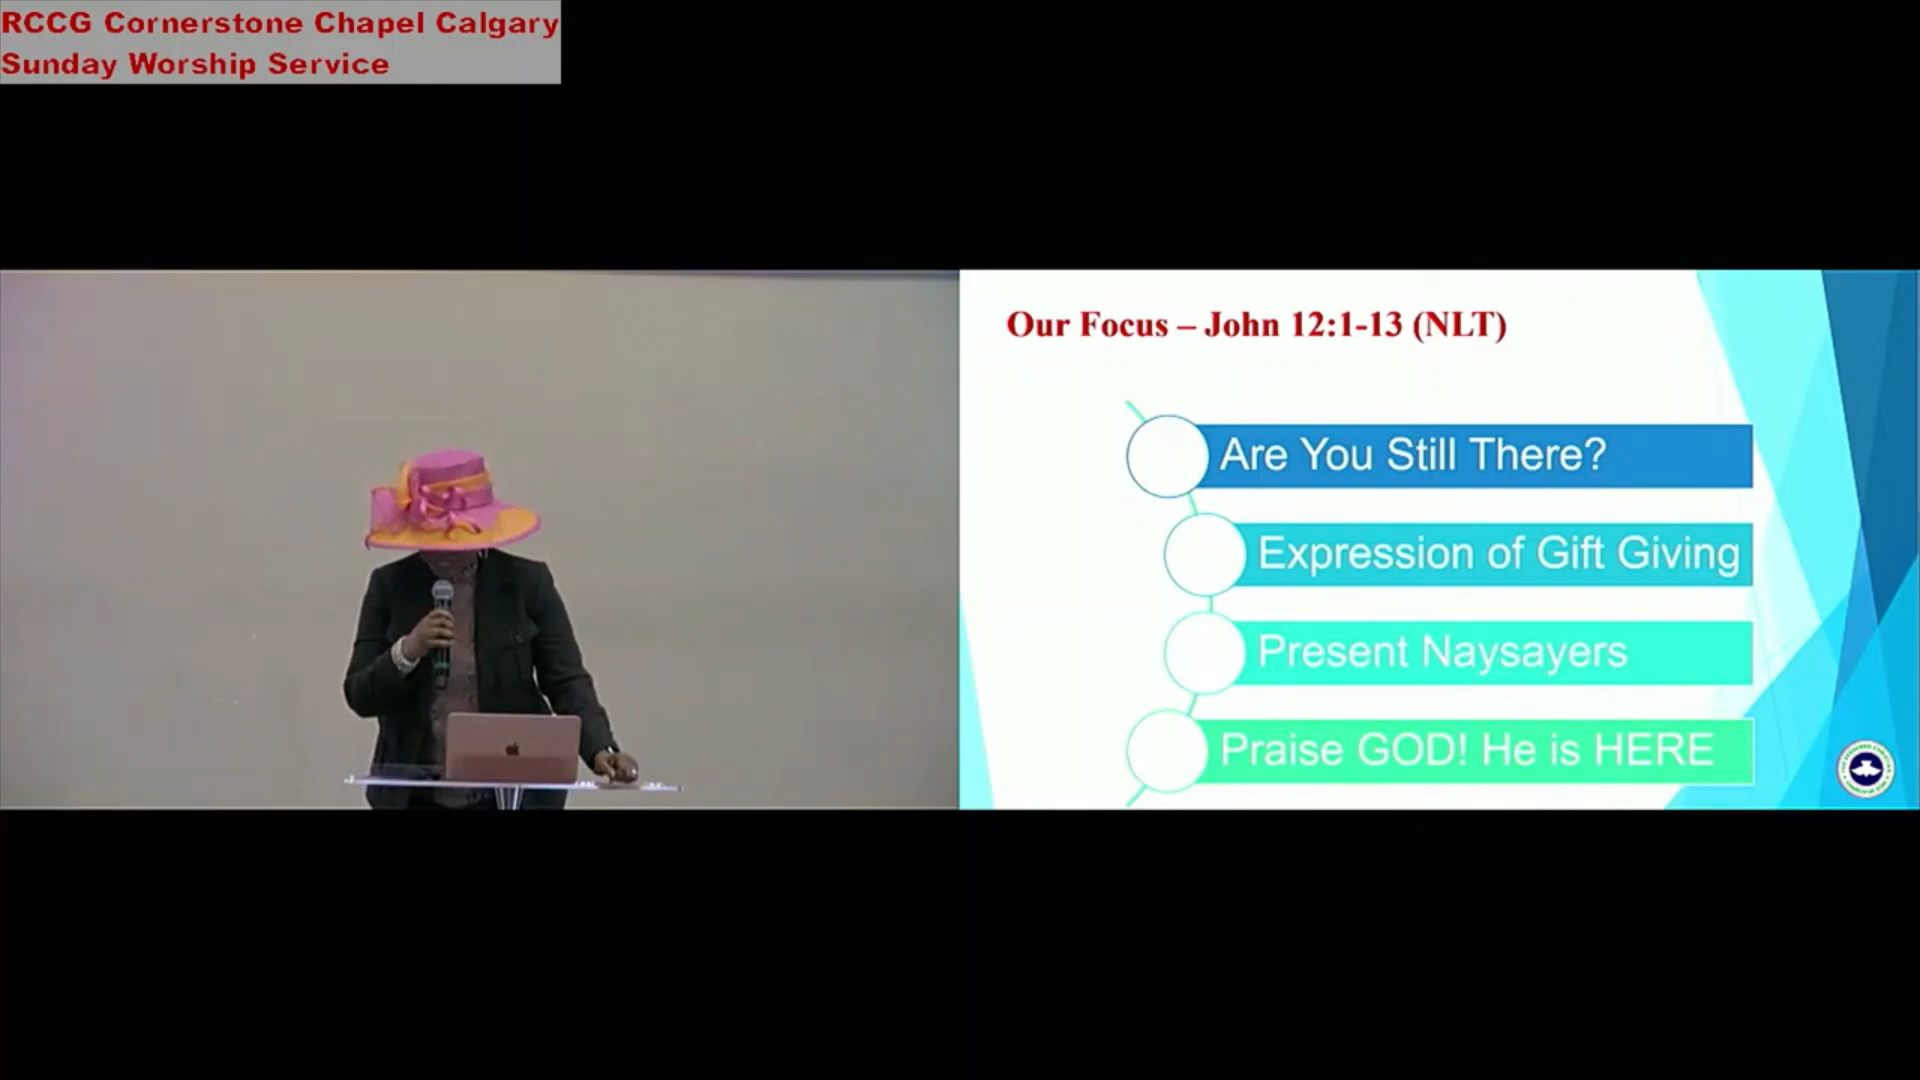 RCCG Cornerstone Chapel Calgary
Sunday Worship Service
Our Focus – John 12:1-13 (NLT)
Are You Still There?
Expression of Gift Giving
Present Naysayers
Praise GOD! He is HERE